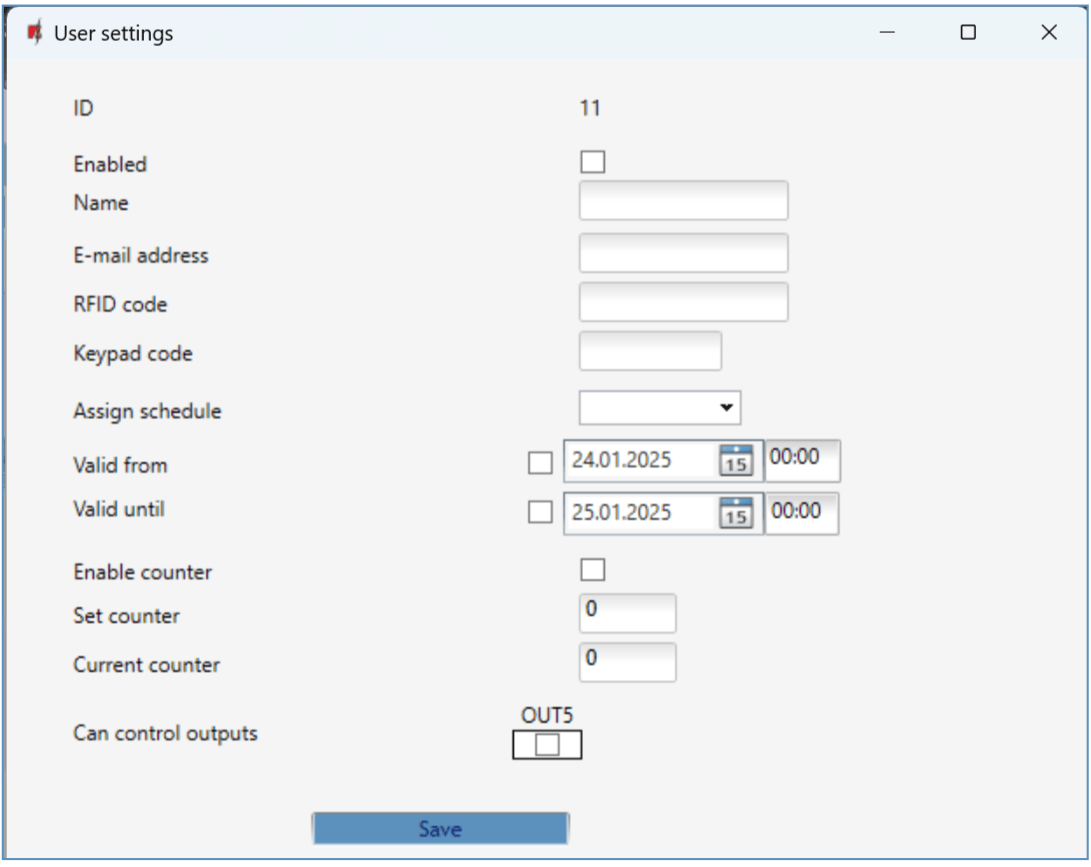 User settings
ID 11
Enabled
Name
E-mail address
RFID code
Keypad code
Assign schedule
Valid from 24.01.2025 15 00:00
Valid until 25.01.2025 15 00:00
Enable counter
Set counter 0
Current counter 0
OUT5
Can control outputs
Save